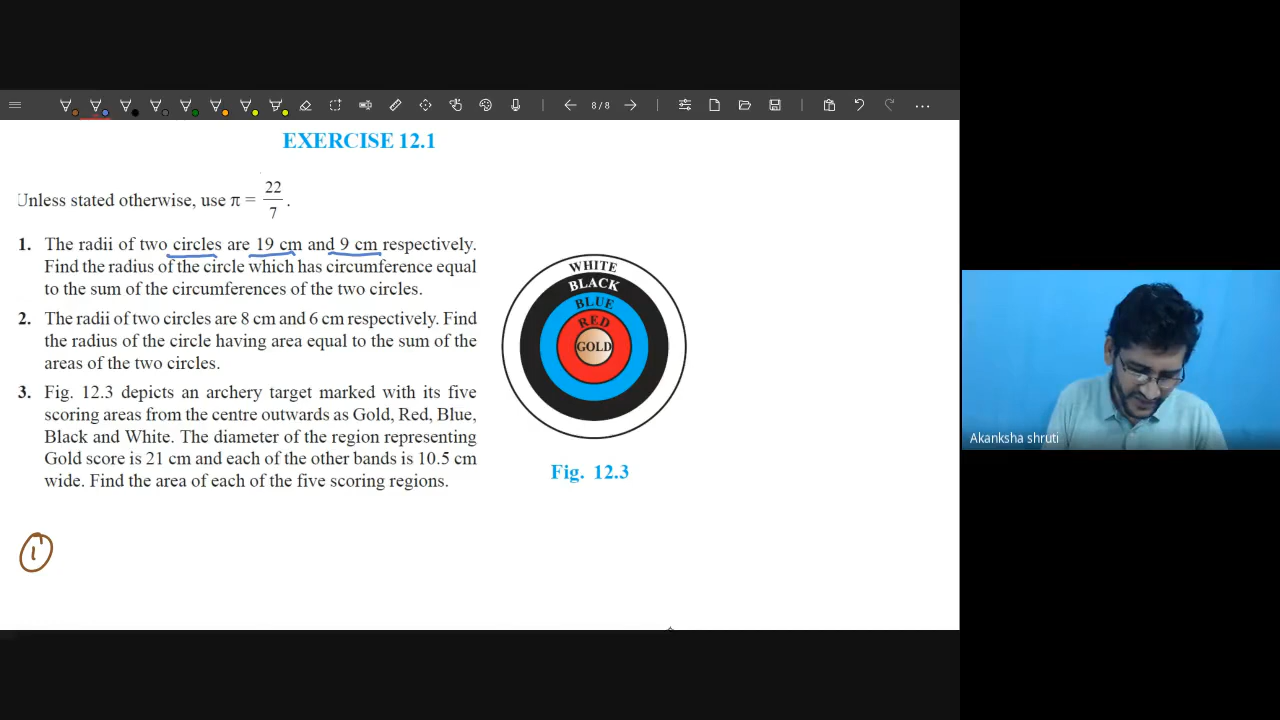 8/8
EXERCISE 12.1
Unless stated otherwise, use π = 22/7.
1. The radii of two circles are 19 cm and 9 cm respectively.
Find the radius of the circle which has circumference equal
to the sum of the circumferences of the two circles.
2. The radii of two circles are 8 cm and 6 cm respectively. Find
the radius of the circle having area equal to the sum of the
areas of the two circles.
3. Fig. 12.3 depicts an archery target marked with its five
scoring areas from the centre outwards as Gold, Red, Blue,
Black and White. The diameter of the region representing
Gold score is 21 cm and each of the other bands is 10.5 cm
wide. Find the area of each of the five scoring regions.
WHITE
BLACK
BLUE
RED
GOLD
Fig. 12.3
1
Akanksha shruti